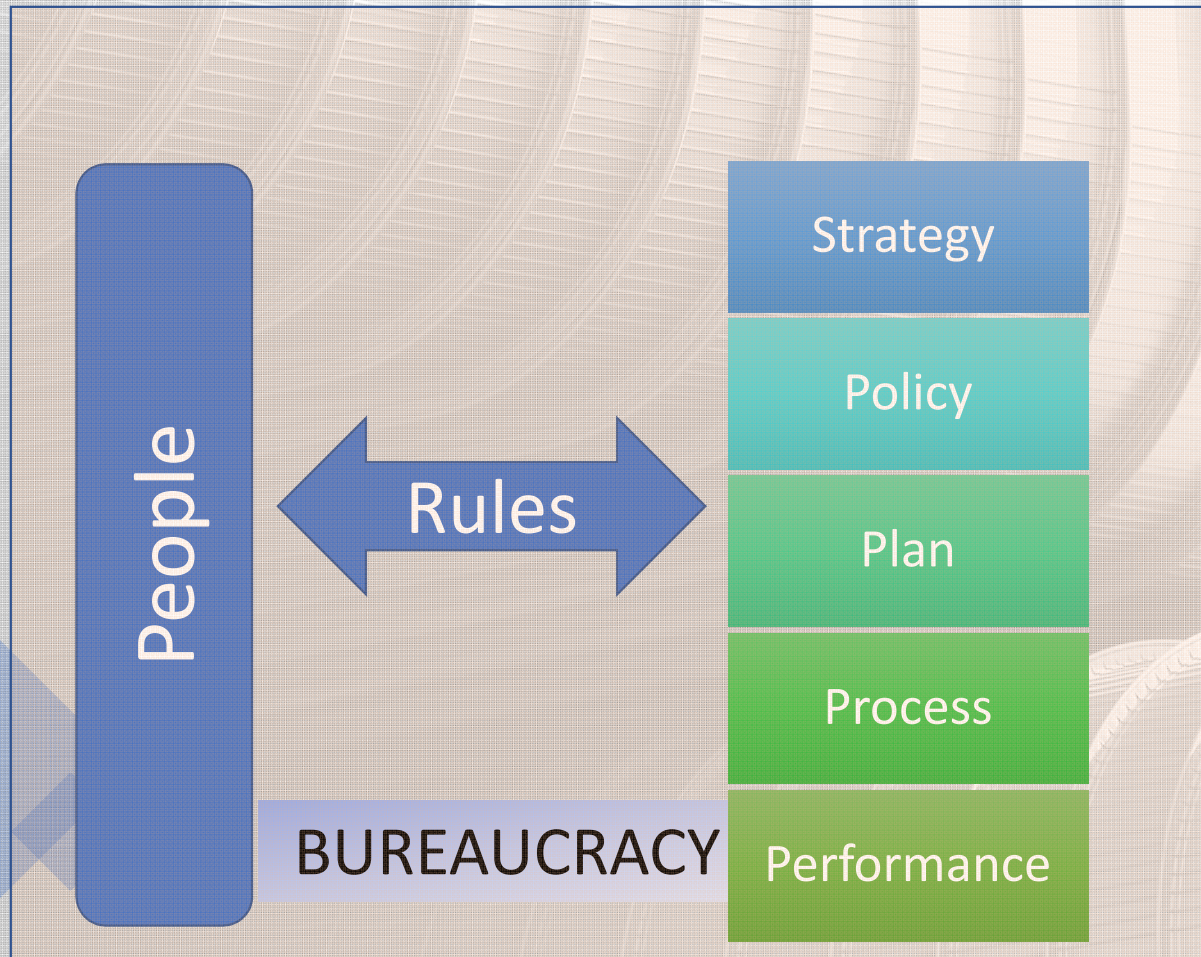 People
Rules
Strategy
Policy
Plan
Process
Performance
BUREAUCRACY